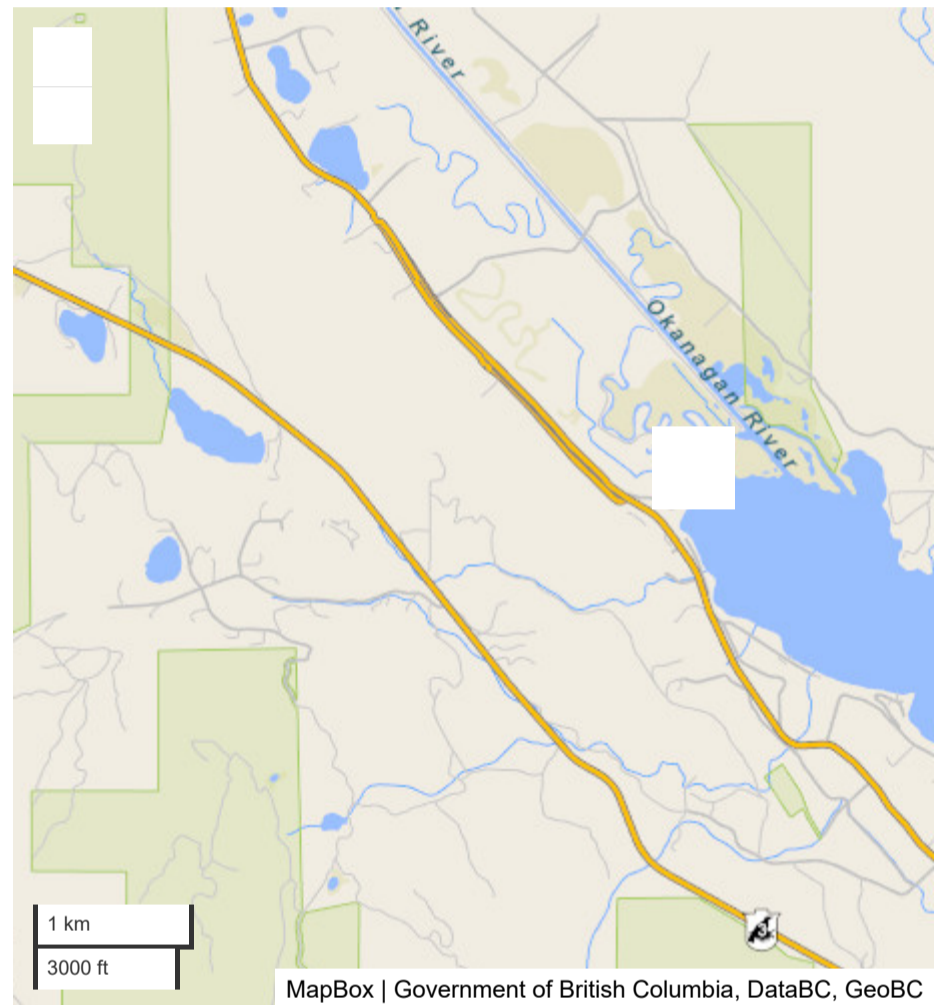 River
Okanagan River
1 km
3000 ft
MapBox | Government of British Columbia, DataBC, GeoBC